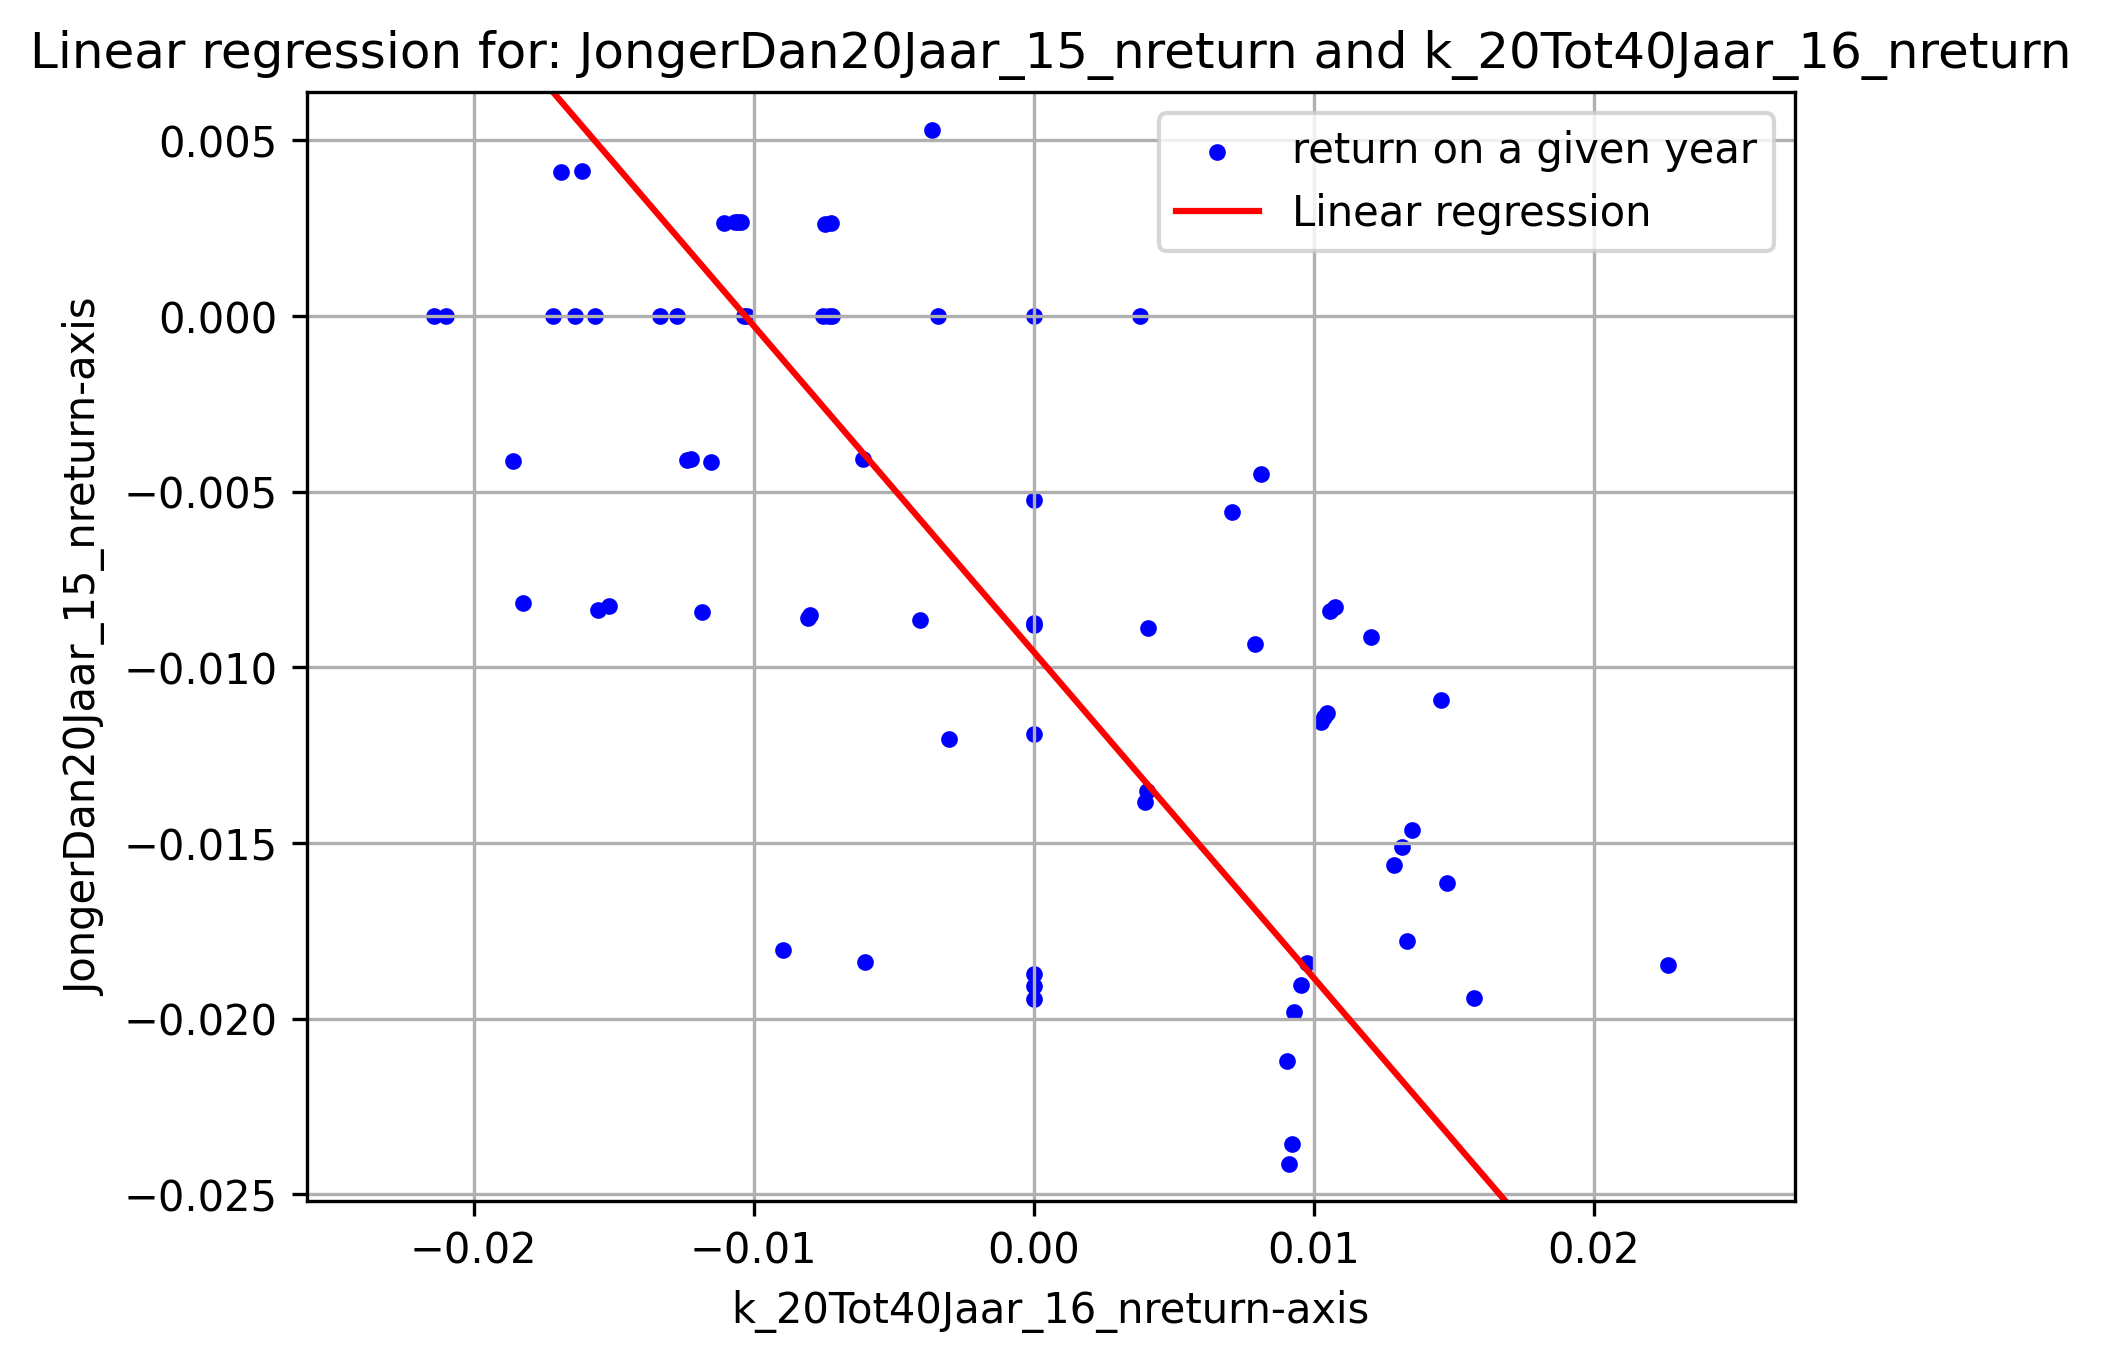 Linear regression for: JongerDan20Jaar_15_nreturn and k_20Tot40Jaar_16_nreturn
return on a given year
Linear regression
JongerDan20Jaar_15_nreturn-axis
0.005
0.000
−0.005
−0.010
−0.015
−0.020
−0.025
−0.02 −0.01 0.00 0.01 0.02
k_20Tot40Jaar_16_nreturn-axis